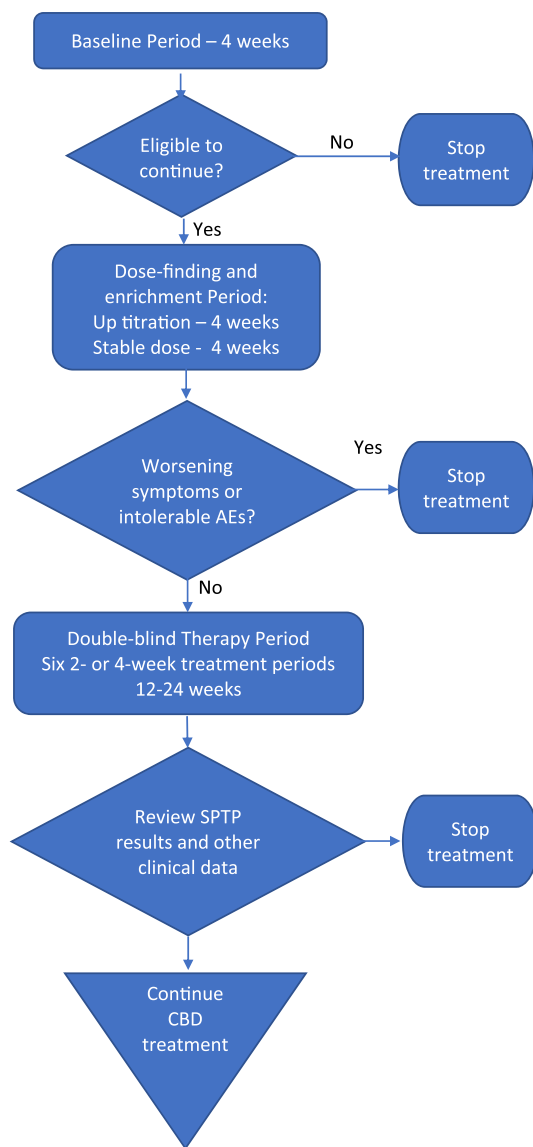 Baseline Period – 4 weeks
Eligible to
continue?
No
Stop
treatment
Yes
Dose-finding and
enrichment Period:
Up titration – 4 weeks
Stable dose -  4 weeks
Worsening
symptoms or
intolerable AEs?
Yes
Stop
treatment
No
Double-blind Therapy Period
Six 2- or 4-week treatment periods
12-24 weeks
Review SPTP
results and other
clinical data
Stop
treatment
Continue
CBD
treatment